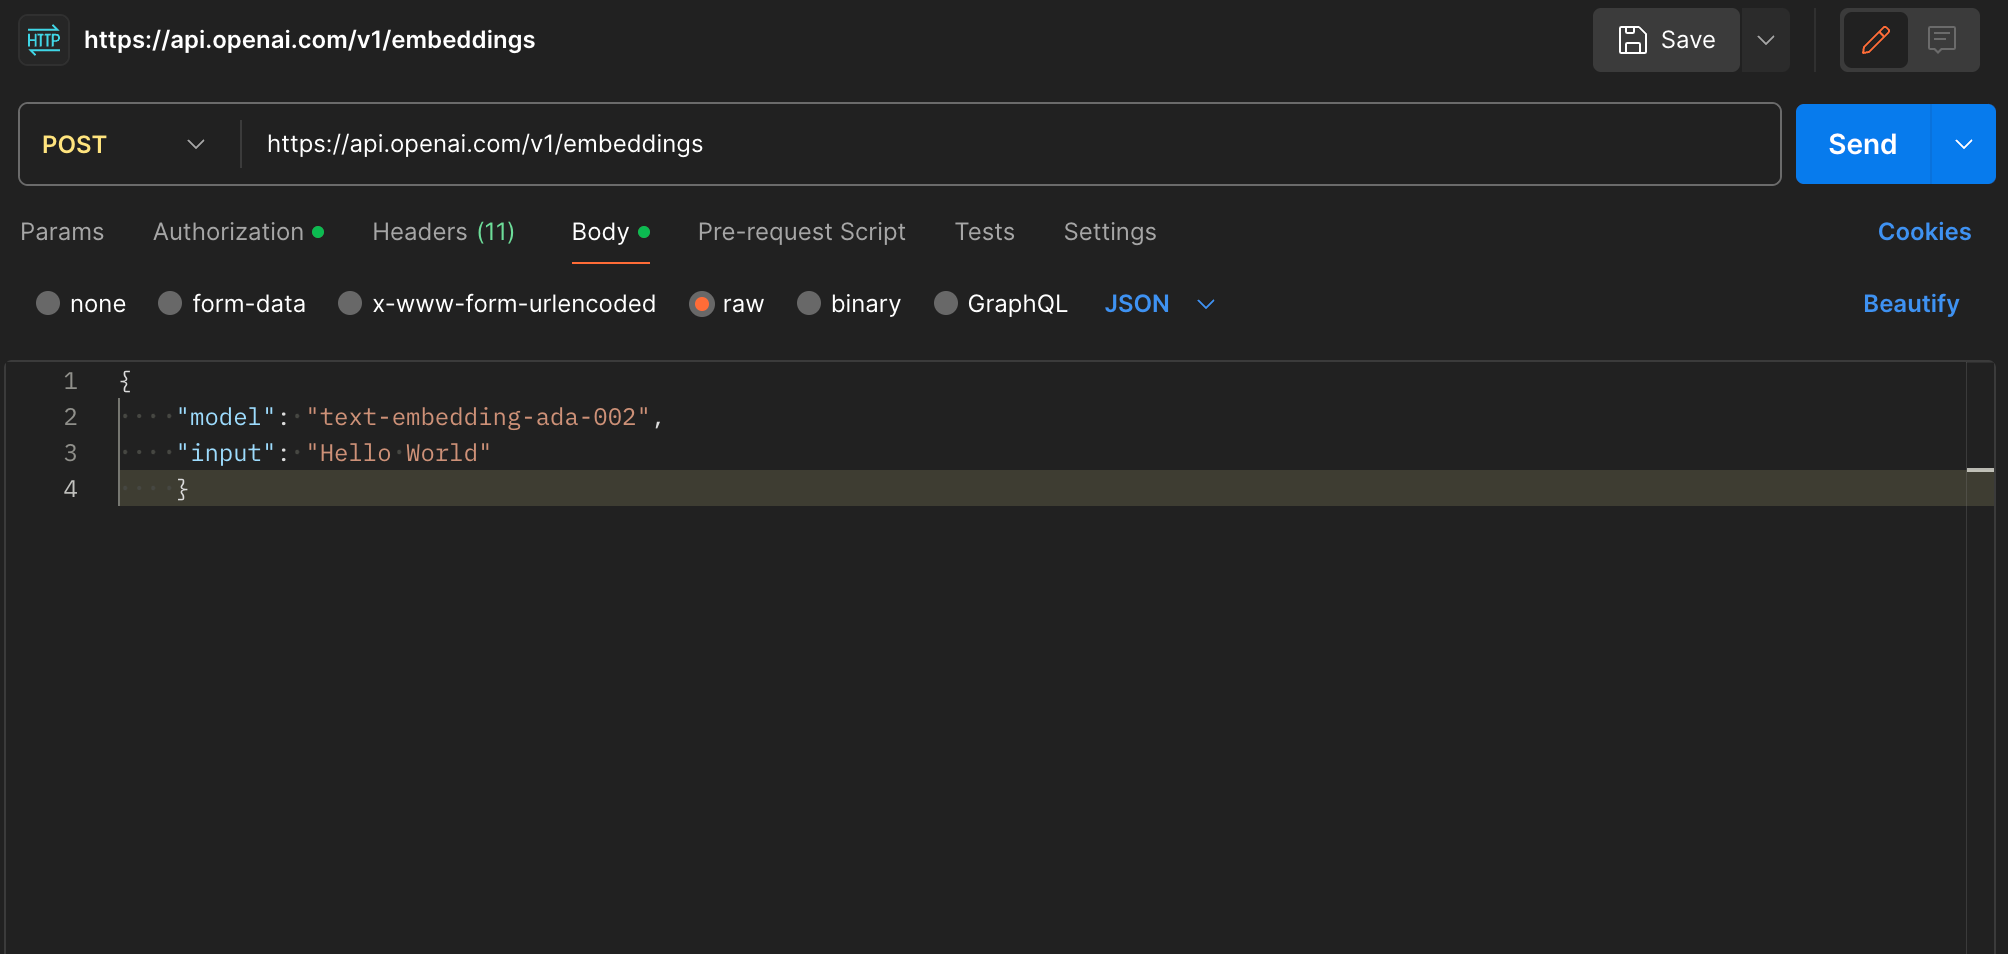 HTTP https://api.openai.com/v1/embeddings Save
POST https://api.openai.com/v1/embeddings Send
Params Authorization Headers (11) Body Pre-request Script Tests Settings Cookies
none form-data x-www-form-urlencoded raw binary GraphQL JSON Beautify
1 {
2 "model": "text-embedding-ada-002",
3 "input": "Hello World"
4 }